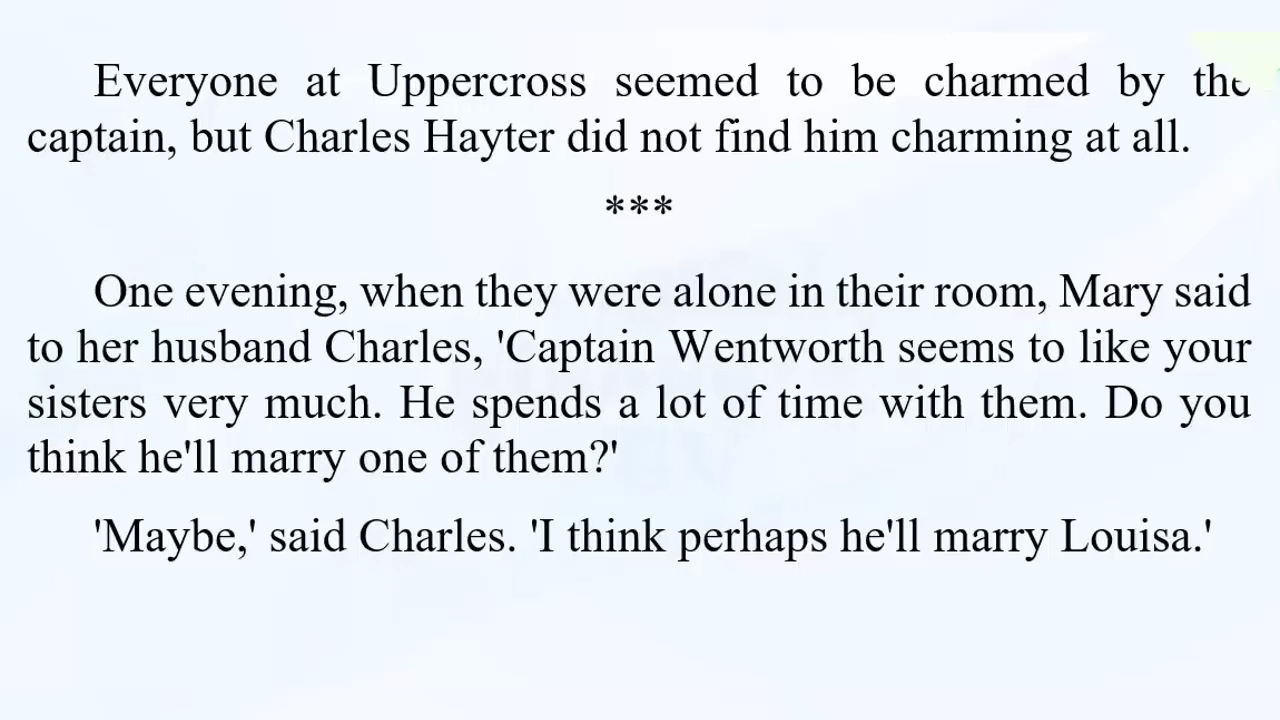 Everyone at Uppercross seemed to be charmed by the
captain, but Charles Hayter did not find him charming at all.
***
One evening, when they were alone in their room, Mary said
to her husband Charles, 'Captain Wentworth seems to like your
sisters very much. He spends a lot of time with them. Do you
think he'll marry one of them?'
'Maybe,' said Charles. 'I think perhaps he'll marry Louisa.'